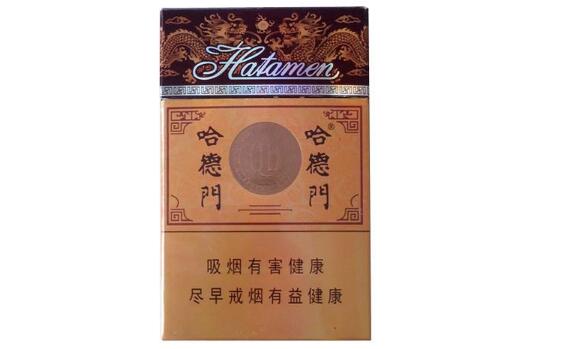 Hatamen
哈德門
哈德門®
吸烟有害健康
尽早戒烟有益健康